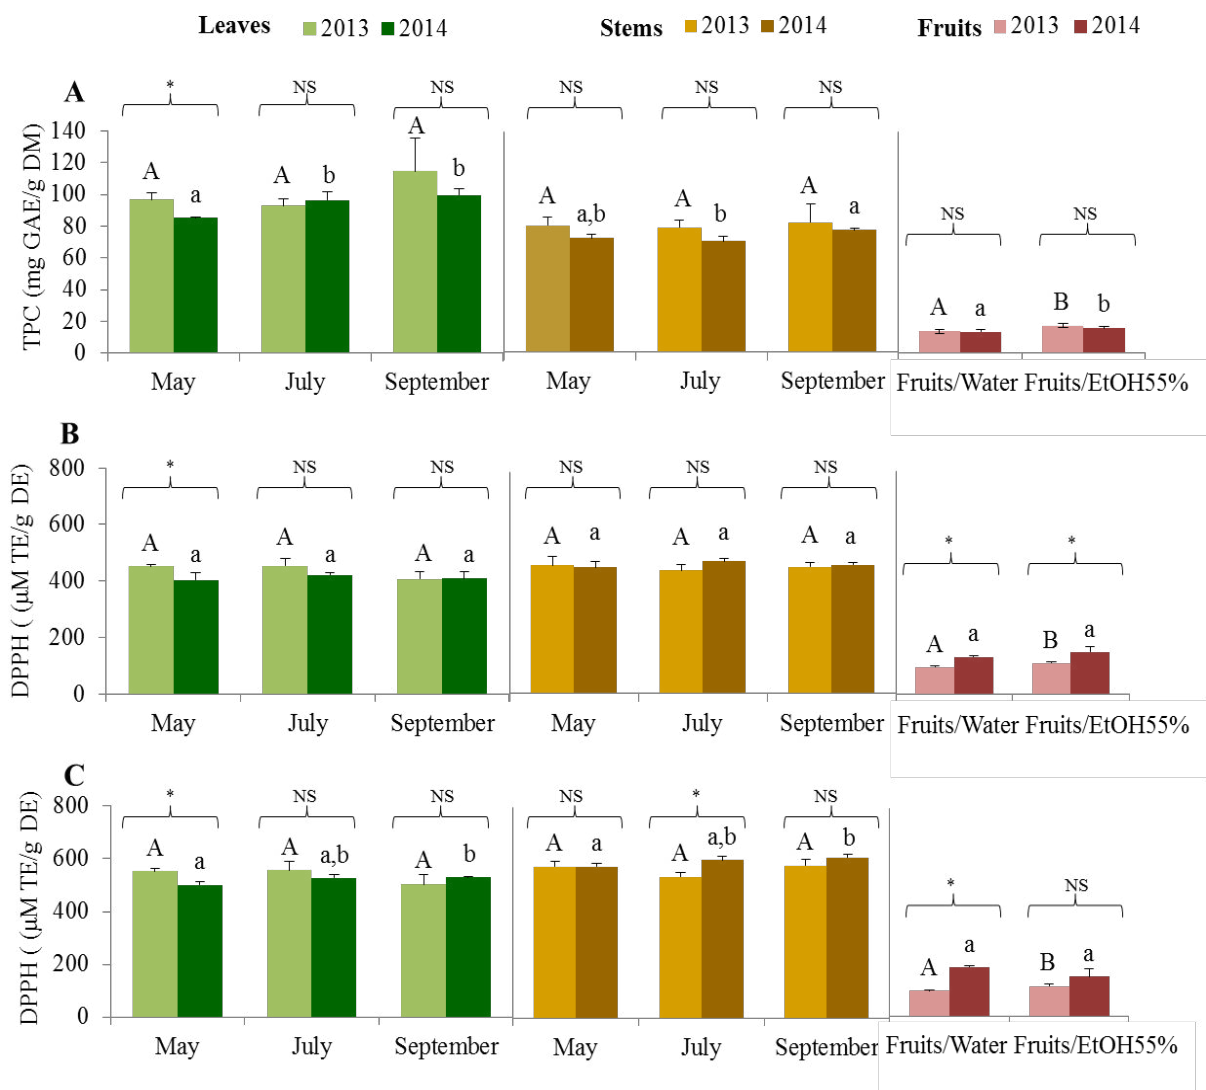 Leaves 2013 2014 Stems 2013 2014 Fruits 2013 2014
A
* NS NS NS NS NS NS NS
TPC (mg GAE/g DM)
140
120
100
80
60
40
20
0
A a A b A b A a,b A b A a A a B b
May July September May July September Fruits/Water Fruits/EtOH55%
B
* NS NS NS NS NS * *
DPPH ( (µM TE/g DE)
800
600
400
200
0
A a A a A a A a A a A a A a B a
May July September May July September Fruits/Water Fruits/EtOH55%
C
* NS NS NS * NS * NS
DPPH ( (µM TE/g DE)
800
600
400
200
0
A a A a,b A b A a A a,b A b A a B a
May July September May July September Fruits/Water Fruits/EtOH55%